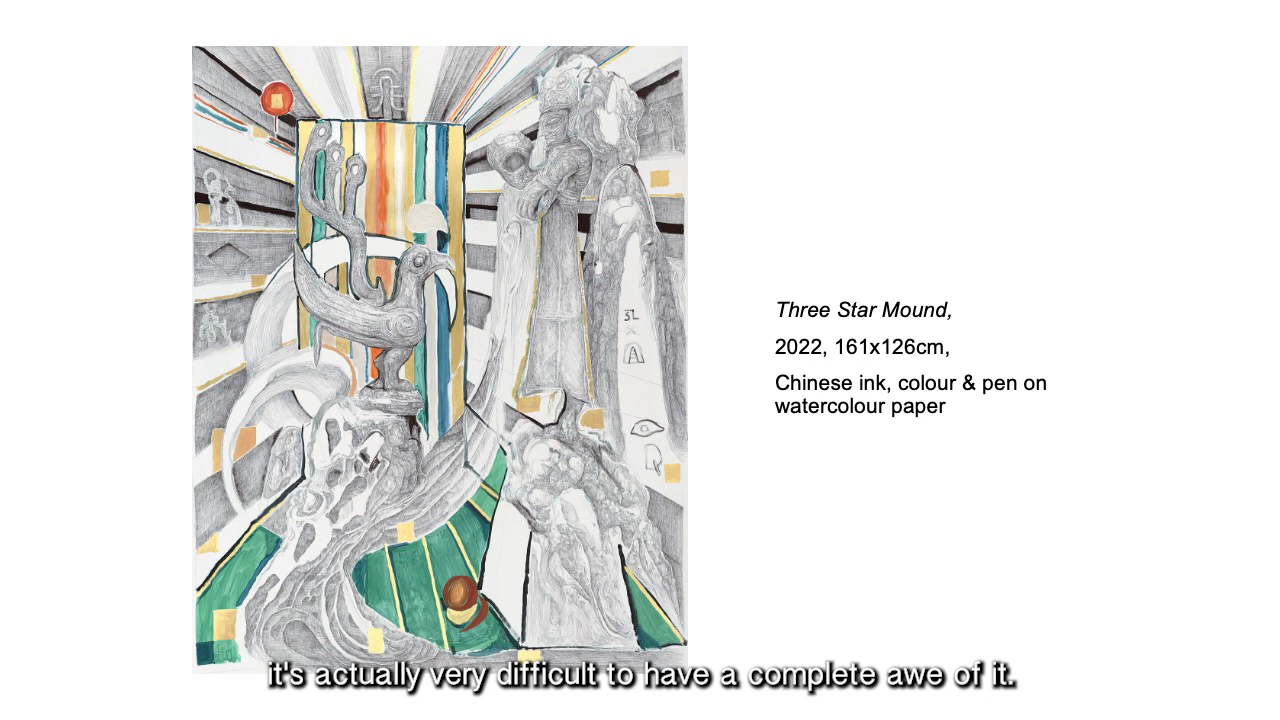 Three Star Mound,
2022, 161x126cm,
Chinese ink, colour & pen on
watercolour paper
it's actually very difficult to have a complete awe of it.